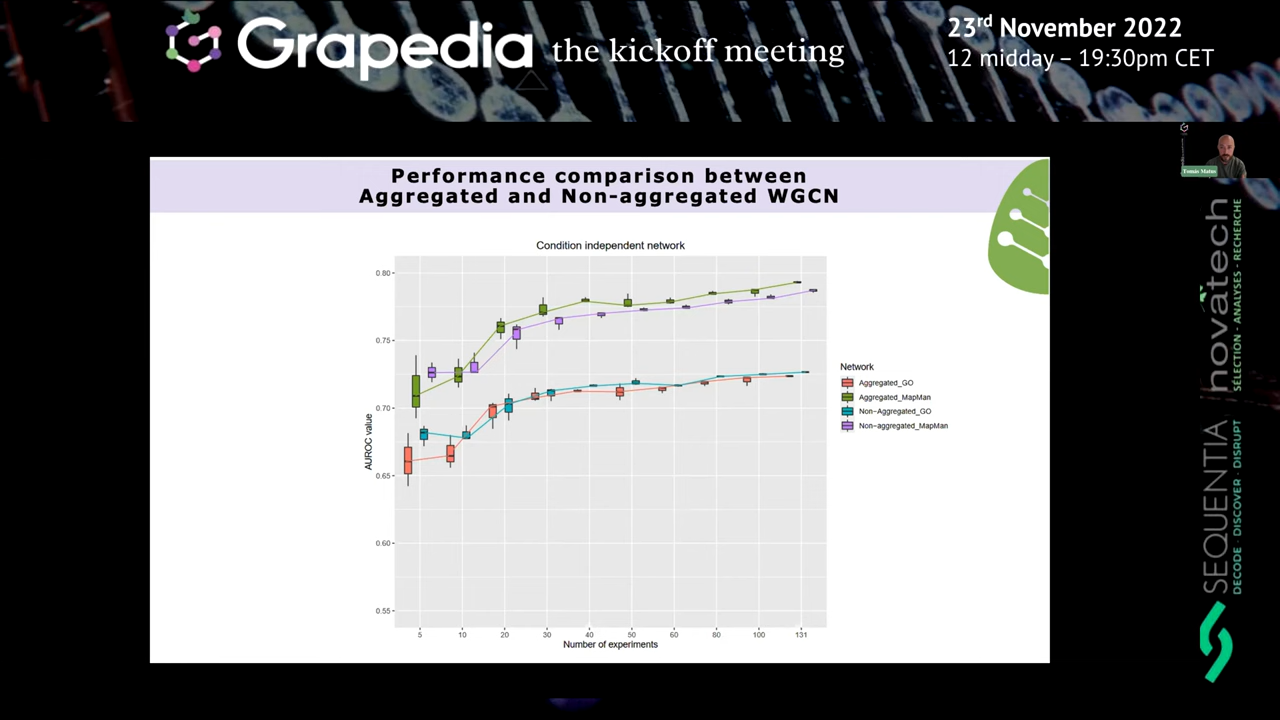 Grapedia the kickoff meeting
23rd November 2022
12 midday – 19:30pm CET
Tomás Matus
Performance comparison between
Aggregated and Non-aggregated WGCN
Condition independent network
0.80
0.75
0.70
0.65
0.60
0.55
AUROC value
5 10 20 30 40 50 60 80 100 131
Number of experiments
Network
Aggregated_GO
Aggregated_MapMan
Non-Aggregated_GO
Non-aggregated_MapMan
novatech
SÉLECTION - ANALYSES - RECHERCHE
SEQUENTIA
DECODE · DISCOVER · DISRUPT